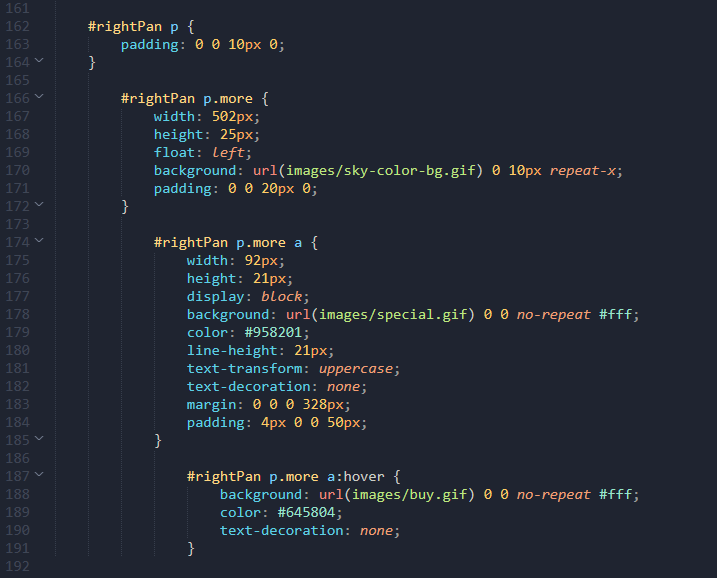 161
162 #rightPan p {
163 padding: 0 0 10px 0;
164 }
165
166 #rightPan p.more {
167 width: 502px;
168 height: 25px;
169 float: left;
170 background: url(images/sky-color-bg.gif) 0 10px repeat-x;
171 padding: 0 0 20px 0;
172 }
173
174 #rightPan p.more a {
175 width: 92px;
176 height: 21px;
177 display: block;
178 background: url(images/special.gif) 0 0 no-repeat #fff;
179 color: #958201;
180 line-height: 21px;
181 text-transform: uppercase;
182 text-decoration: none;
183 margin: 0 0 0 328px;
184 padding: 4px 0 0 50px;
185 }
186
187 #rightPan p.more a:hover {
188 background: url(images/buy.gif) 0 0 no-repeat #fff;
189 color: #645804;
190 text-decoration: none;
191 }
192